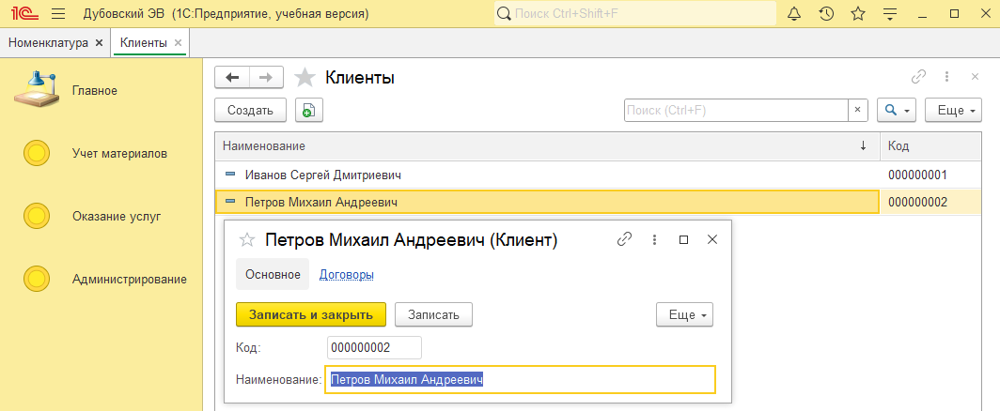 1С Дубовский ЭВ (1С:Предприятие, учебная версия) Поиск Ctrl+Shift+F
Номенклатура × Клиенты ×
Главное
Учет материалов
Оказание услуг
Администрирование
Клиенты
Создать Поиск (Ctrl+F) × Еще
Наименование ↓ Код
Иванов Сергей Дмитриевич 000000001
Петров Михаил Андреевич 000000002
Петров Михаил Андреевич (Клиент)
Основное Договоры
Записать и закрыть Записать Еще
Код: 000000002
Наименование: Петров Михаил Андреевич